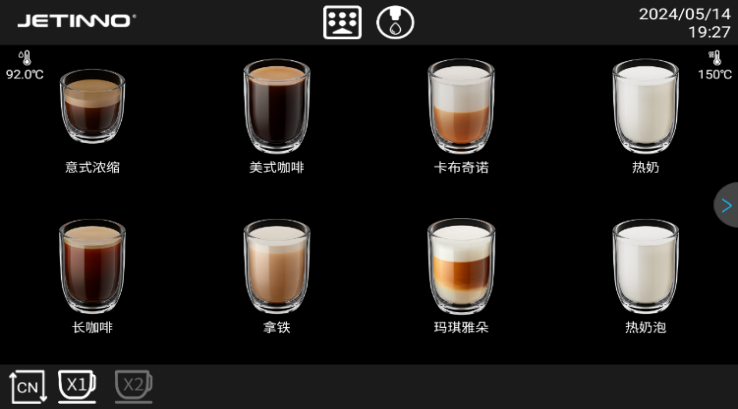 JETINNO
2024/05/14
19:27
92.0℃
150℃
意式浓缩
美式咖啡
卡布奇诺
热奶
长咖啡
拿铁
玛琪雅朵
热奶泡
CN
X1
X2